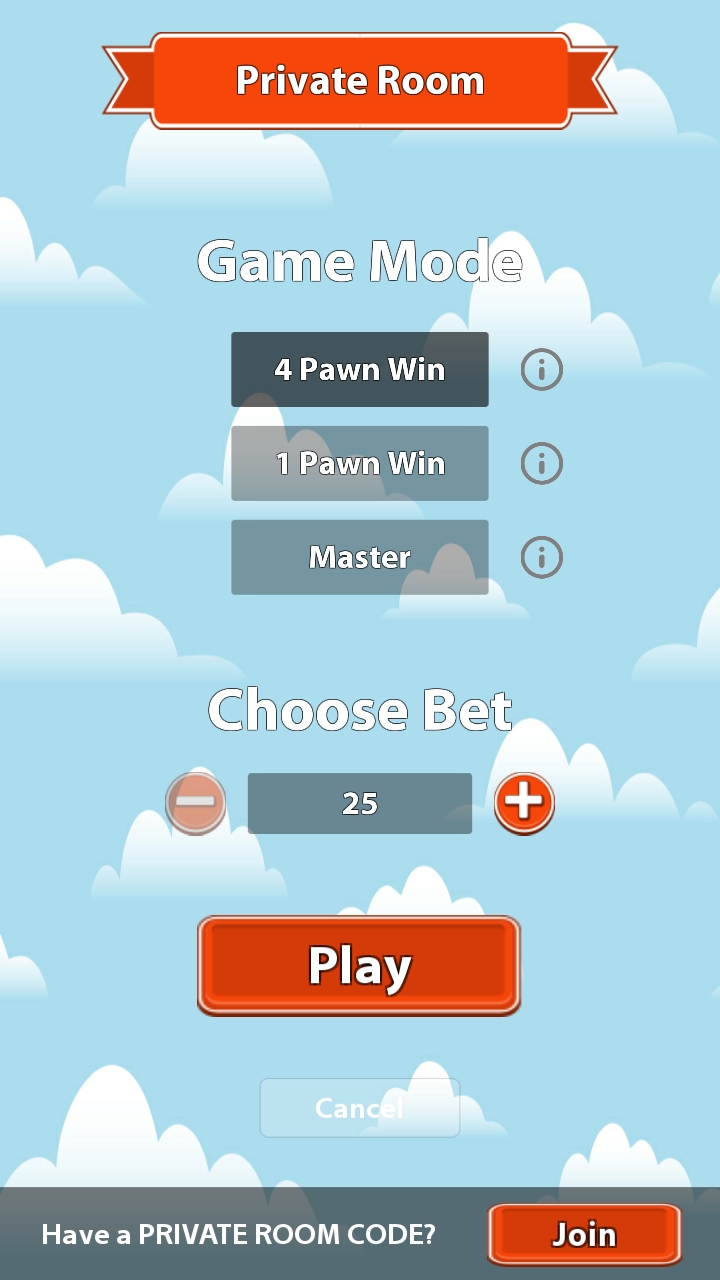 Private Room
Game Mode
4 Pawn Win
1 Pawn Win
Master
Choose Bet
25
Play
Cancel
Have a PRIVATE ROOM CODE?
Join